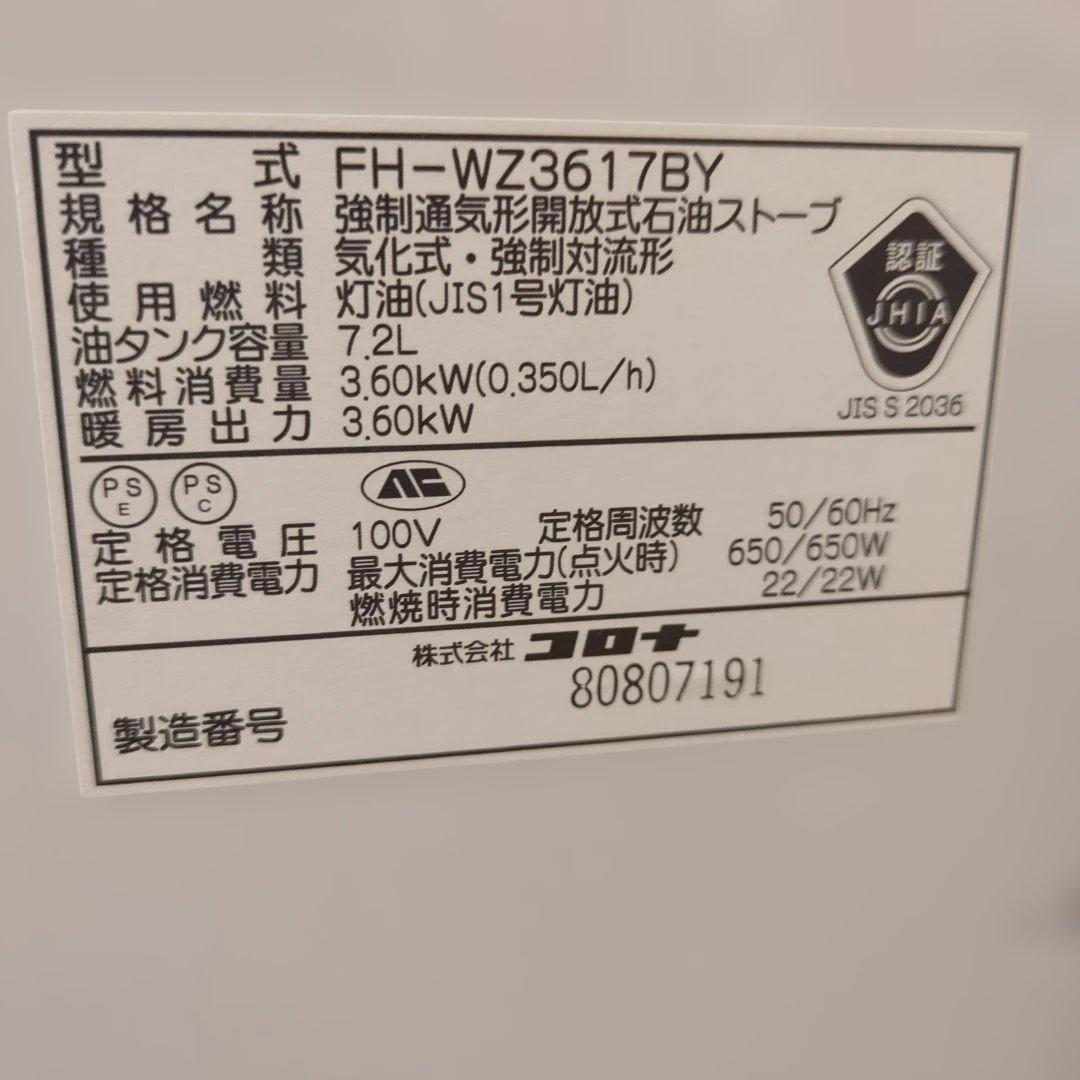 型式 FH-WZ3617BY
規格名称 強制通気形開放式石油ストーブ
種類 気化式・強制対流形
使用燃料 灯油(JIS1号灯油)
油タンク容量 7.2L
燃料消費量 3.60kW(0.350L/h)
暖房出力 3.60kW
認証
JHIA
JIS S 2036
PS E PS C
定格電圧 100V 定格周波数 50/60Hz
定格消費電力 最大消費電力(点火時) 650/650W
燃焼時消費電力 22/22W
株式会社 コロナ
製造番号 80807191